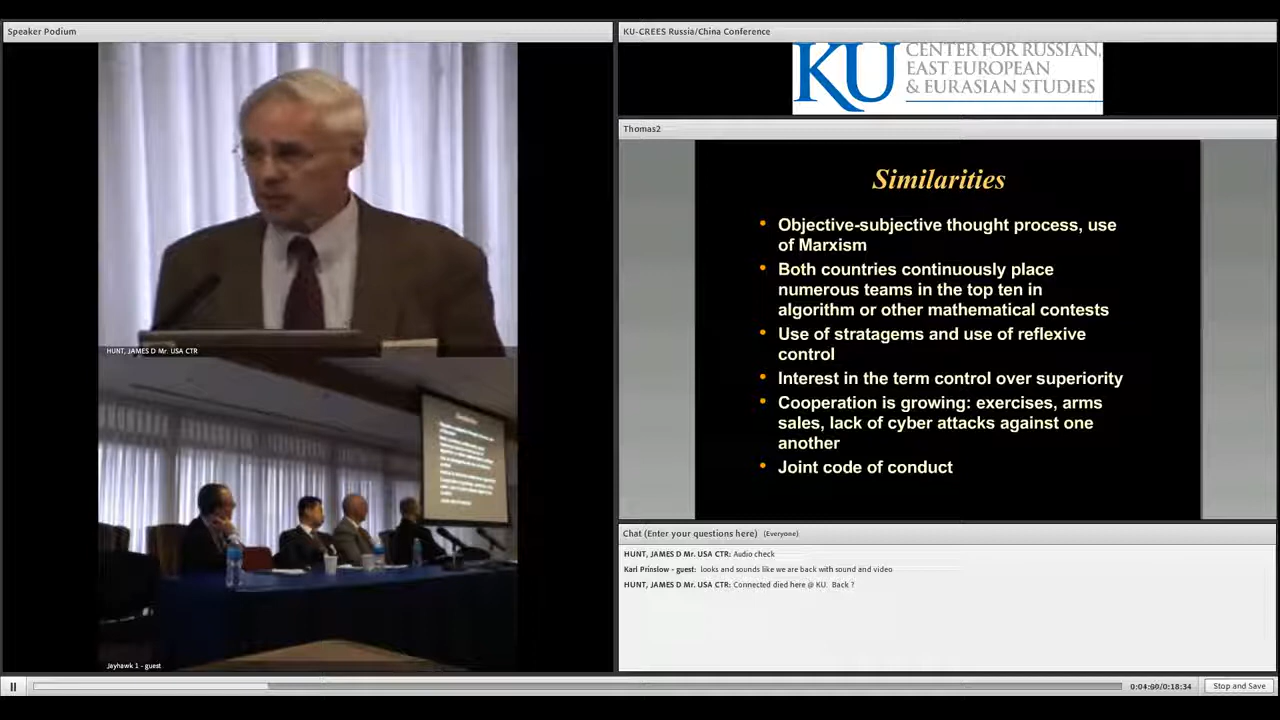 Speaker Podium
HUNT, JAMES D Mr. USA CTR
Jayhawk 1 - guest
KU-CREES Russia/China Conference
KU
CENTER FOR RUSSIAN,
EAST EUROPEAN
& EURASIAN STUDIES
Thomas2
Similarities
• Objective-subjective thought process, use
of Marxism
• Both countries continuously place
numerous teams in the top ten in
algorithm or other mathematical contests
• Use of stratagems and use of reflexive
control
• Interest in the term control over superiority
• Cooperation is growing: exercises, arms
sales, lack of cyber attacks against one
another
• Joint code of conduct
Chat (Enter your questions here) (Everyone)
HUNT, JAMES D Mr. USA CTR: Audio check
Karl Prinslow - guest: looks and sounds like we are back with sound and video
HUNT, JAMES D Mr. USA CTR: Connected died here @ KU. Back ?
Stop and Save